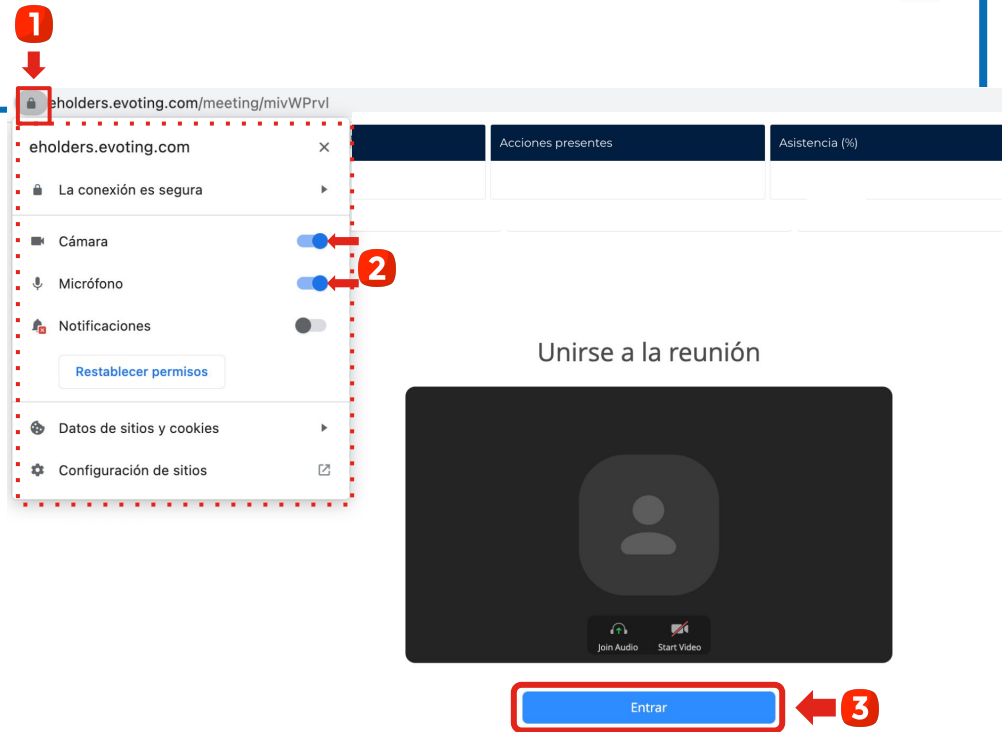 1
eholders.evoting.com/meeting/mivWPrvl
eholders.evoting.com
La conexión es segura
Cámara
Micrófono
Notificaciones
Restablecer permisos
Datos de sitios y cookies
Configuración de sitios
2
Acciones presentes
Asistencia (%)
Unirse a la reunión
Join Audio
Start Video
Entrar
3